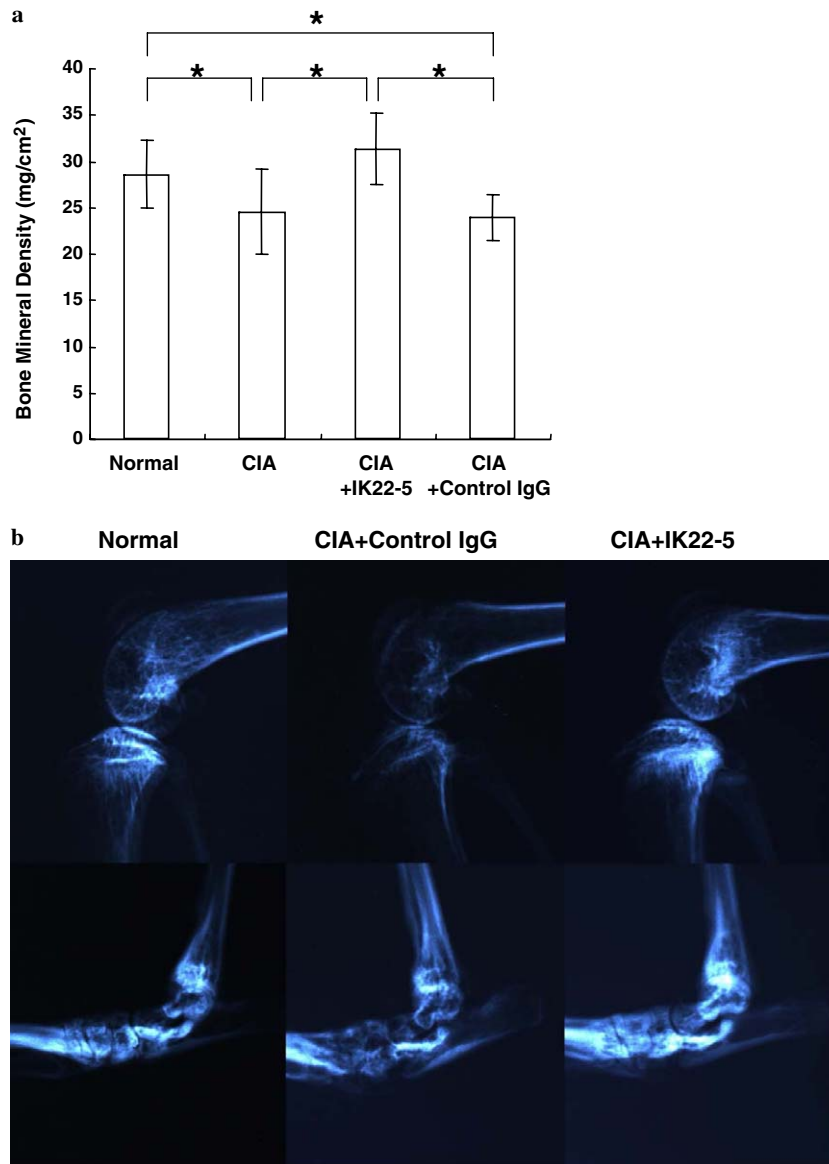 a
*
* * *
Bone Mineral Density (mg/cm²)
40
35
30
25
20
15
10
5
0
Normal
CIA
CIA
+IK22-5
CIA
+Control IgG
b
Normal CIA+Control IgG CIA+IK22-5